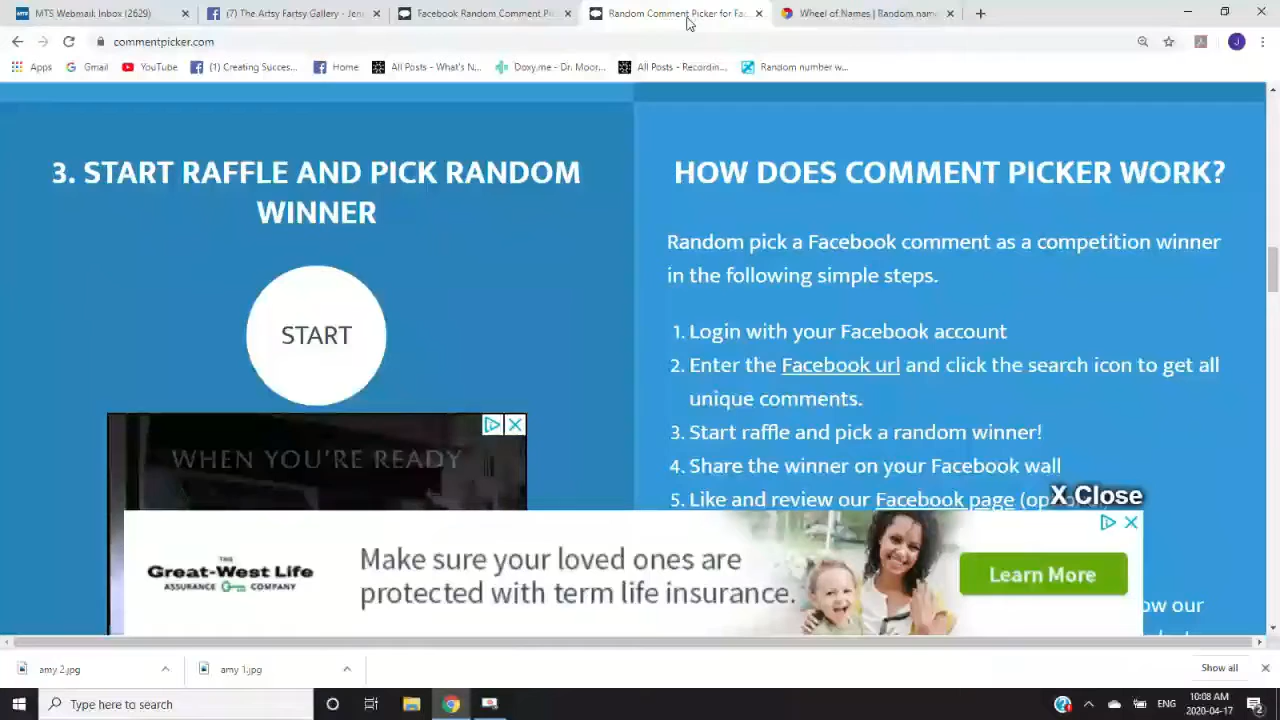 MTS Webmail: Inbox (2629)
(7) The Artsy Fartsy Gallery - Jen
Facebook Random Comment Pi
Random Comment Picker for Fac
Wheel of Names | Random name
commentpicker.com
J
Apps
Gmail
YouTube
(1) Creating Succes...
Home
All Posts - What's N...
Doxy.me - Dr. Moor...
All Posts - Recordin...
Random number w...
3. START RAFFLE AND PICK RANDOM
WINNER
START
WHEN YOU'RE READY
HOW DOES COMMENT PICKER WORK?
Random pick a Facebook comment as a competition winner
in the following simple steps.
1. Login with your Facebook account
2. Enter the Facebook url and click the search icon to get all
unique comments.
3. Start raffle and pick a random winner!
4. Share the winner on your Facebook wall
5. Like and review our Facebook page (op
X Close
THE
Great-West Life
ASSURANCE COMPANY
Make sure your loved ones are
protected with term life insurance.
Learn More
ow our
amy 2.jpg
amy 1.jpg
Show all
Type here to search
ENG
10:08 AM
2020-04-17
2